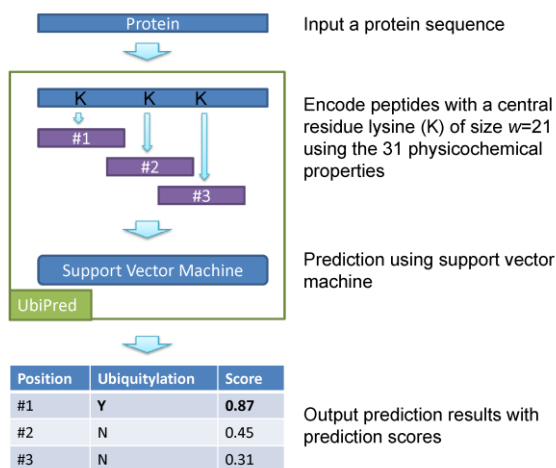 Protein
Input a protein sequence
K K K
#1
#2
#3
Encode peptides with a central
residue lysine (K) of size w=21
using the 31 physicochemical
properties
Support Vector Machine
Prediction using support vector
machine
UbiPred
Position Ubiquitylation Score
#1 Y 0.87
#2 N 0.45
#3 N 0.31
Output prediction results with
prediction scores